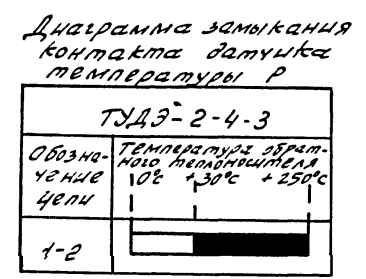 Диаграмма замыкания
контакта датчика
температуры P
ТУДЭ-2-4-3
Обозна-
чение
цепи
Температура обрат-
ного теплоносителя
0°c +30°c +250°c
1-2